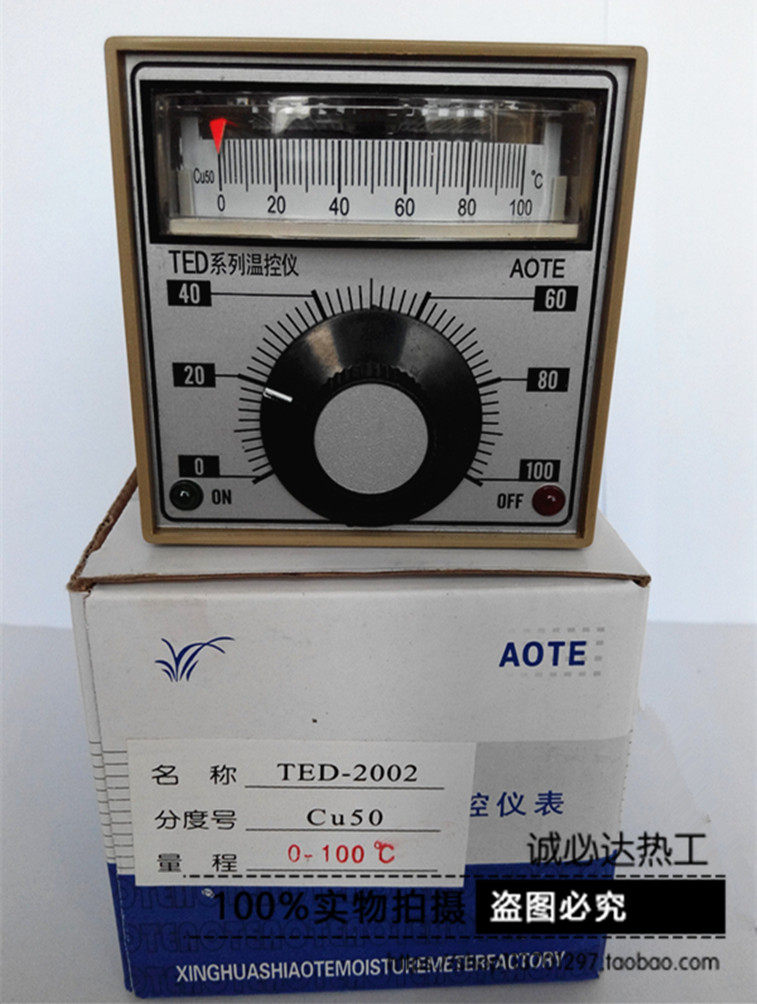 Cu50
℃
0 20 40 60 80 100
TED系列温控仪
AOTE
40 60
20 80
0 100
ON OFF
AOTE
名 称 TED-2002
分度号 Cu50
控仪表
量 程 0-100℃
诚必达热工
100%实物拍摄 盗图必究
XINGHUASHIAOTEMOISTUREMETERFACTORY
297.taobao.com